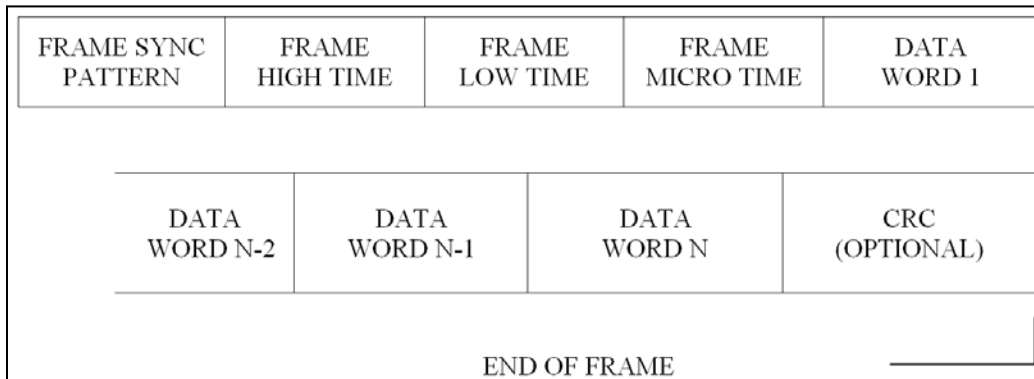 FRAME SYNC PATTERN
FRAME HIGH TIME
FRAME LOW TIME
FRAME MICRO TIME
DATA WORD 1
DATA WORD N-2
DATA WORD N-1
DATA WORD N
CRC (OPTIONAL)
END OF FRAME